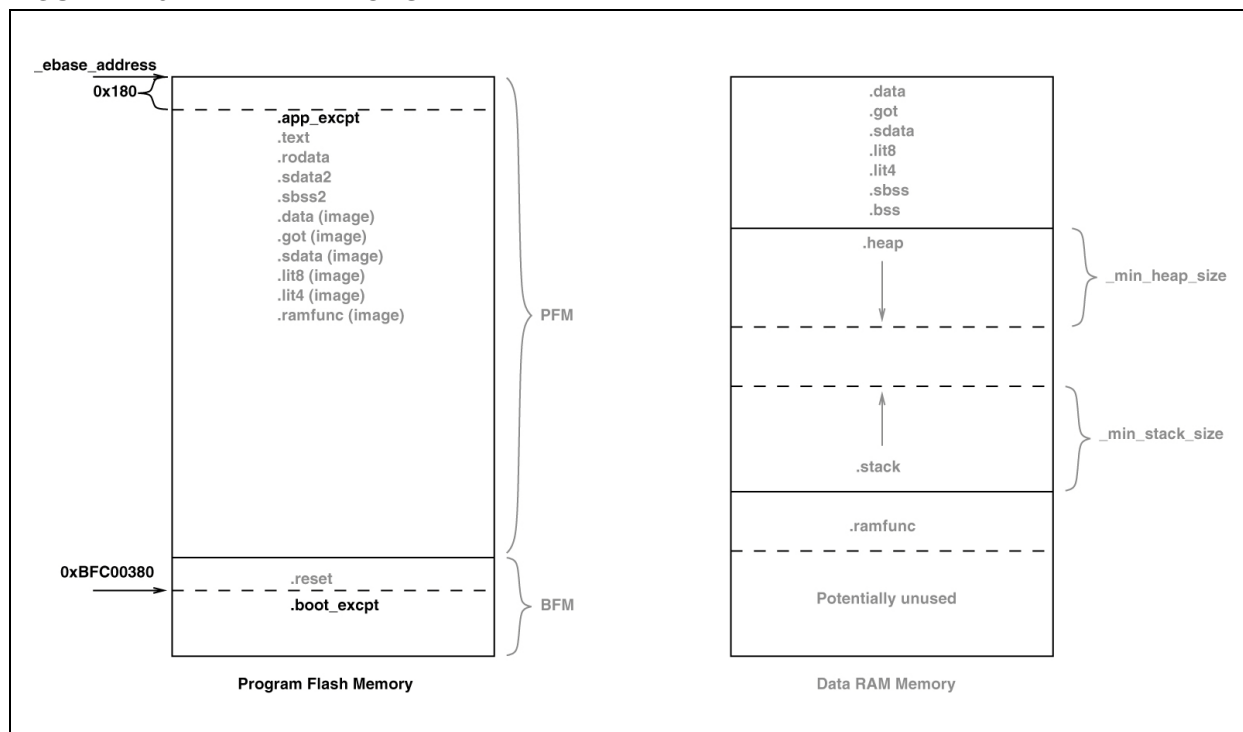 _ebase_address
0x180
.app_excpt
.text
.rodata
.sdata2
.sbss2
.data (image)
.got (image)
.sdata (image)
.lit8 (image)
.lit4 (image)
.ramfunc (image)
PFM
0xBFC00380
.reset
.boot_excpt
BFM
Program Flash Memory
.data
.got
.sdata
.lit8
.lit4
.sbss
.bss
.heap
_min_heap_size
_min_stack_size
.stack
.ramfunc
Potentially unused
Data RAM Memory